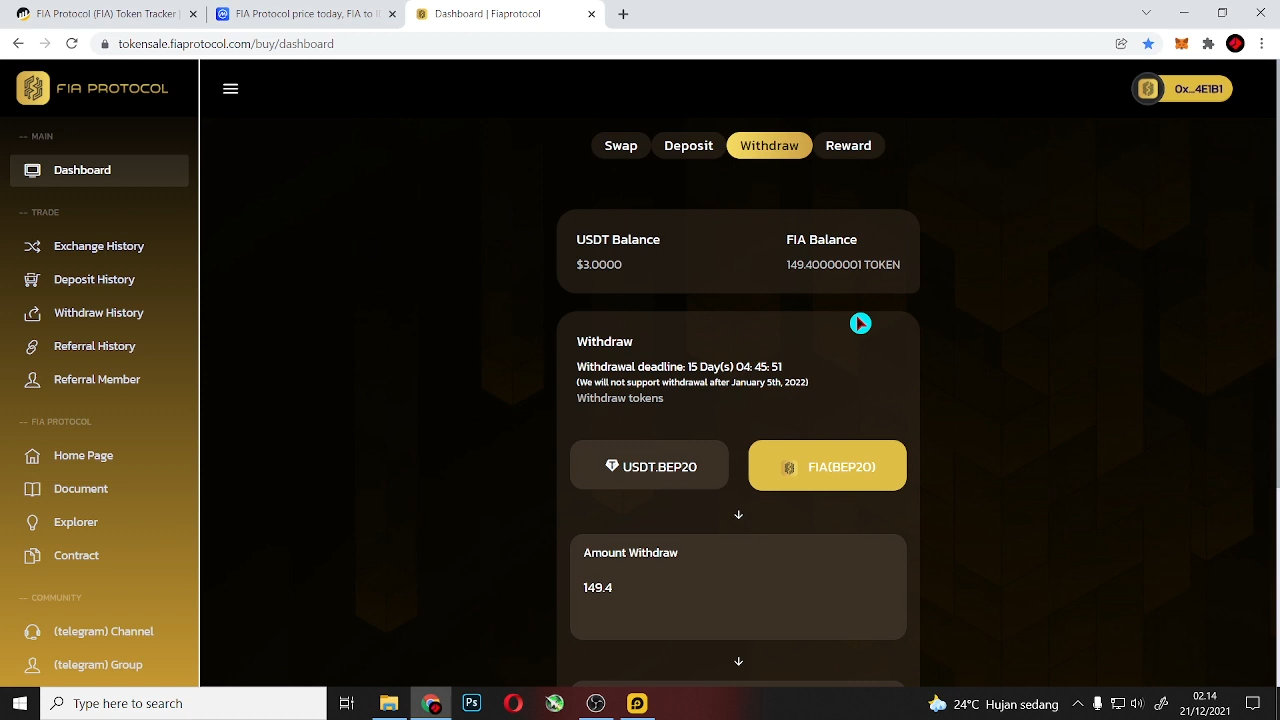 FIA Protocol (FIA) Token Tracker
FIA Protocol price today, FIA to
Dashboard | Fiaprotocol
tokensale.fiaprotocol.com/buy/dashboard
FIA PROTOCOL
0x_4E1B1
-- MAIN
Dashboard
-- TRADE
Exchange History
Deposit History
Withdraw History
Referral History
Referral Member
-- FIA PROTOCOL
Home Page
Document
Explorer
Contract
-- COMMUNITY
(telegram) Channel
(telegram) Group
Swap
Deposit
Withdraw
Reward
USDT Balance
FIA Balance
$3.0000
149.40000001 TOKEN
Withdraw
Withdrawal deadline: 15 Day(s) 04: 45: 51
(We will not support withdrawal after January 5th, 2022)
Withdraw tokens
USDT.BEP20
FIA(BEP20)
Amount Withdraw
149.4
Type here to search
Ps
24°C Hujan sedang
02.14
21/12/2021